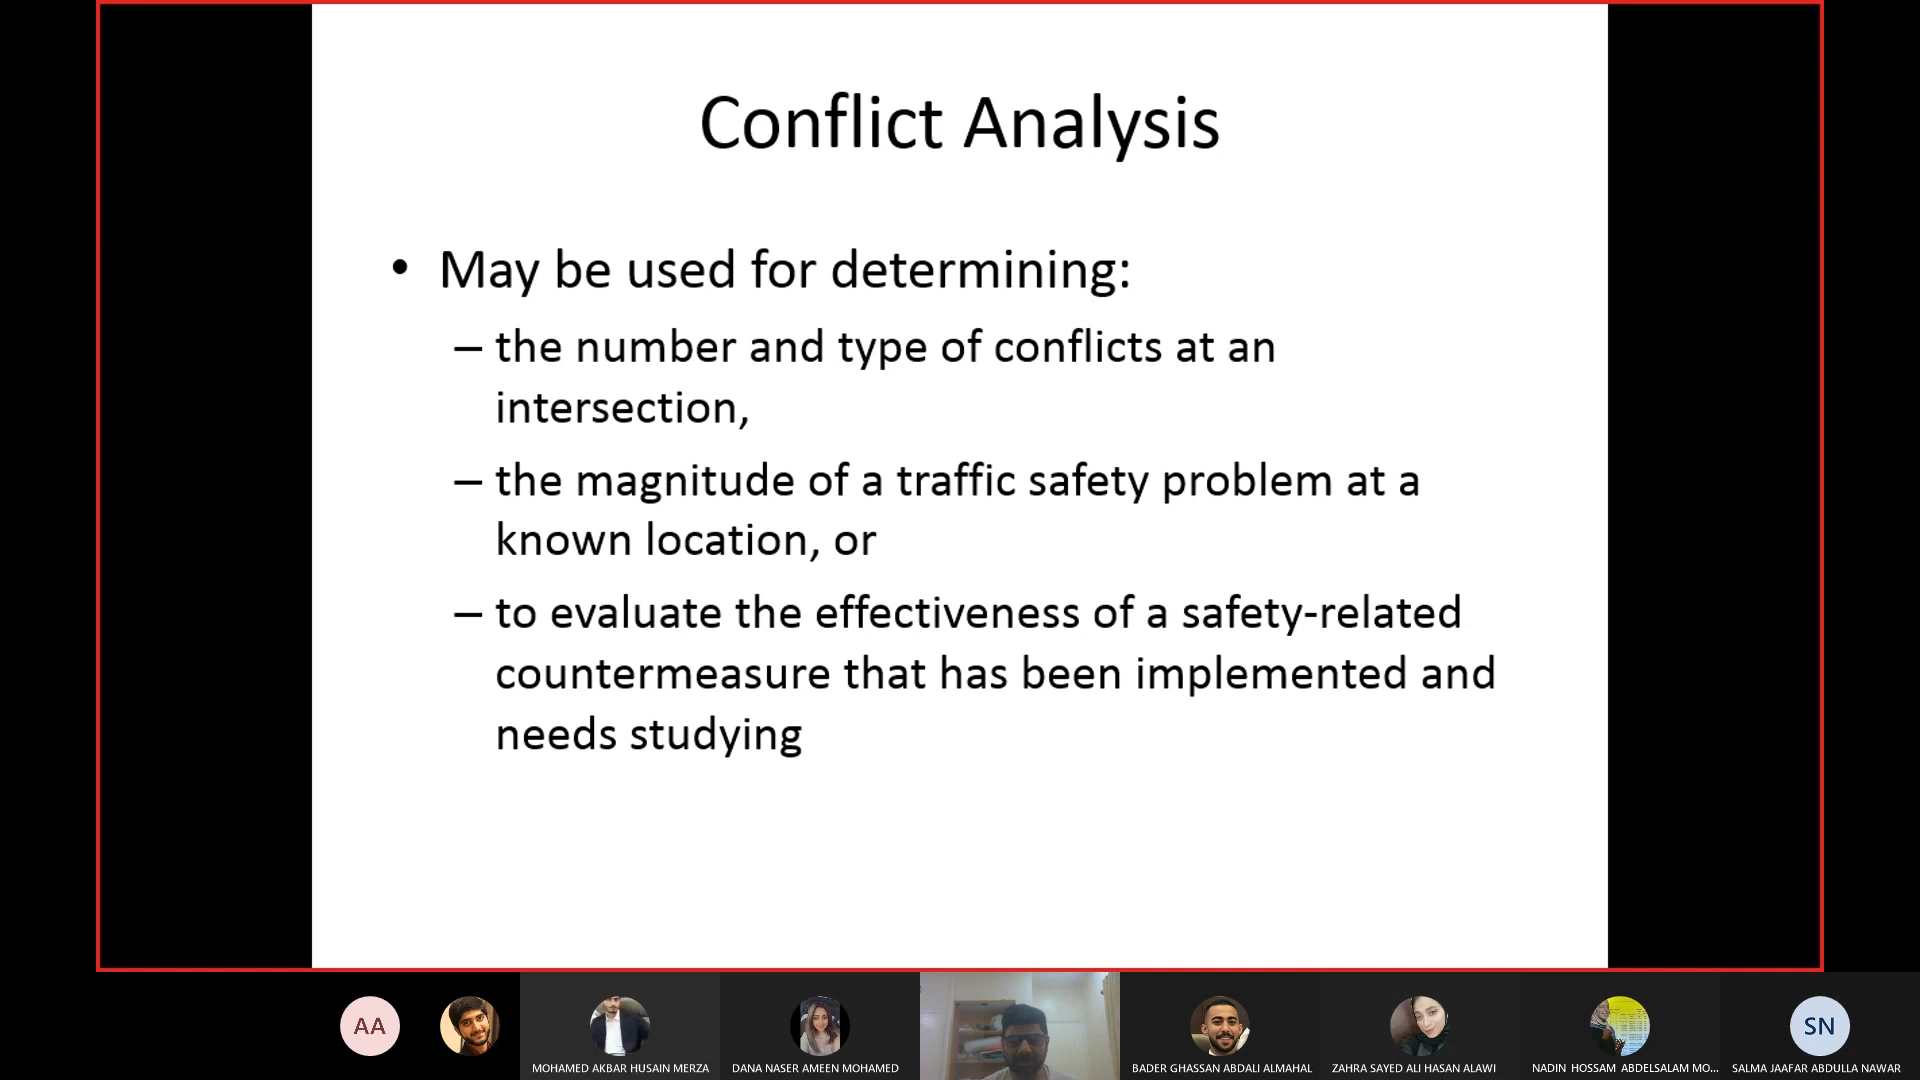 Conflict Analysis
• May be used for determining:
– the number and type of conflicts at an
intersection,
– the magnitude of a traffic safety problem at a
known location, or
– to evaluate the effectiveness of a safety-related
countermeasure that has been implemented and
needs studying
AA
SN
MOHAMED AKBAR HUSAIN MERZA
DANA NASER AMEEN MOHAMED
BADER GHASSAN ABDALI ALMAHAL
ZAHRA SAYED ALI HASAN ALAWI
NADIN HOSSAM ABDELSALAM MO...
SALMA JAAFAR ABDULLA NAWAR